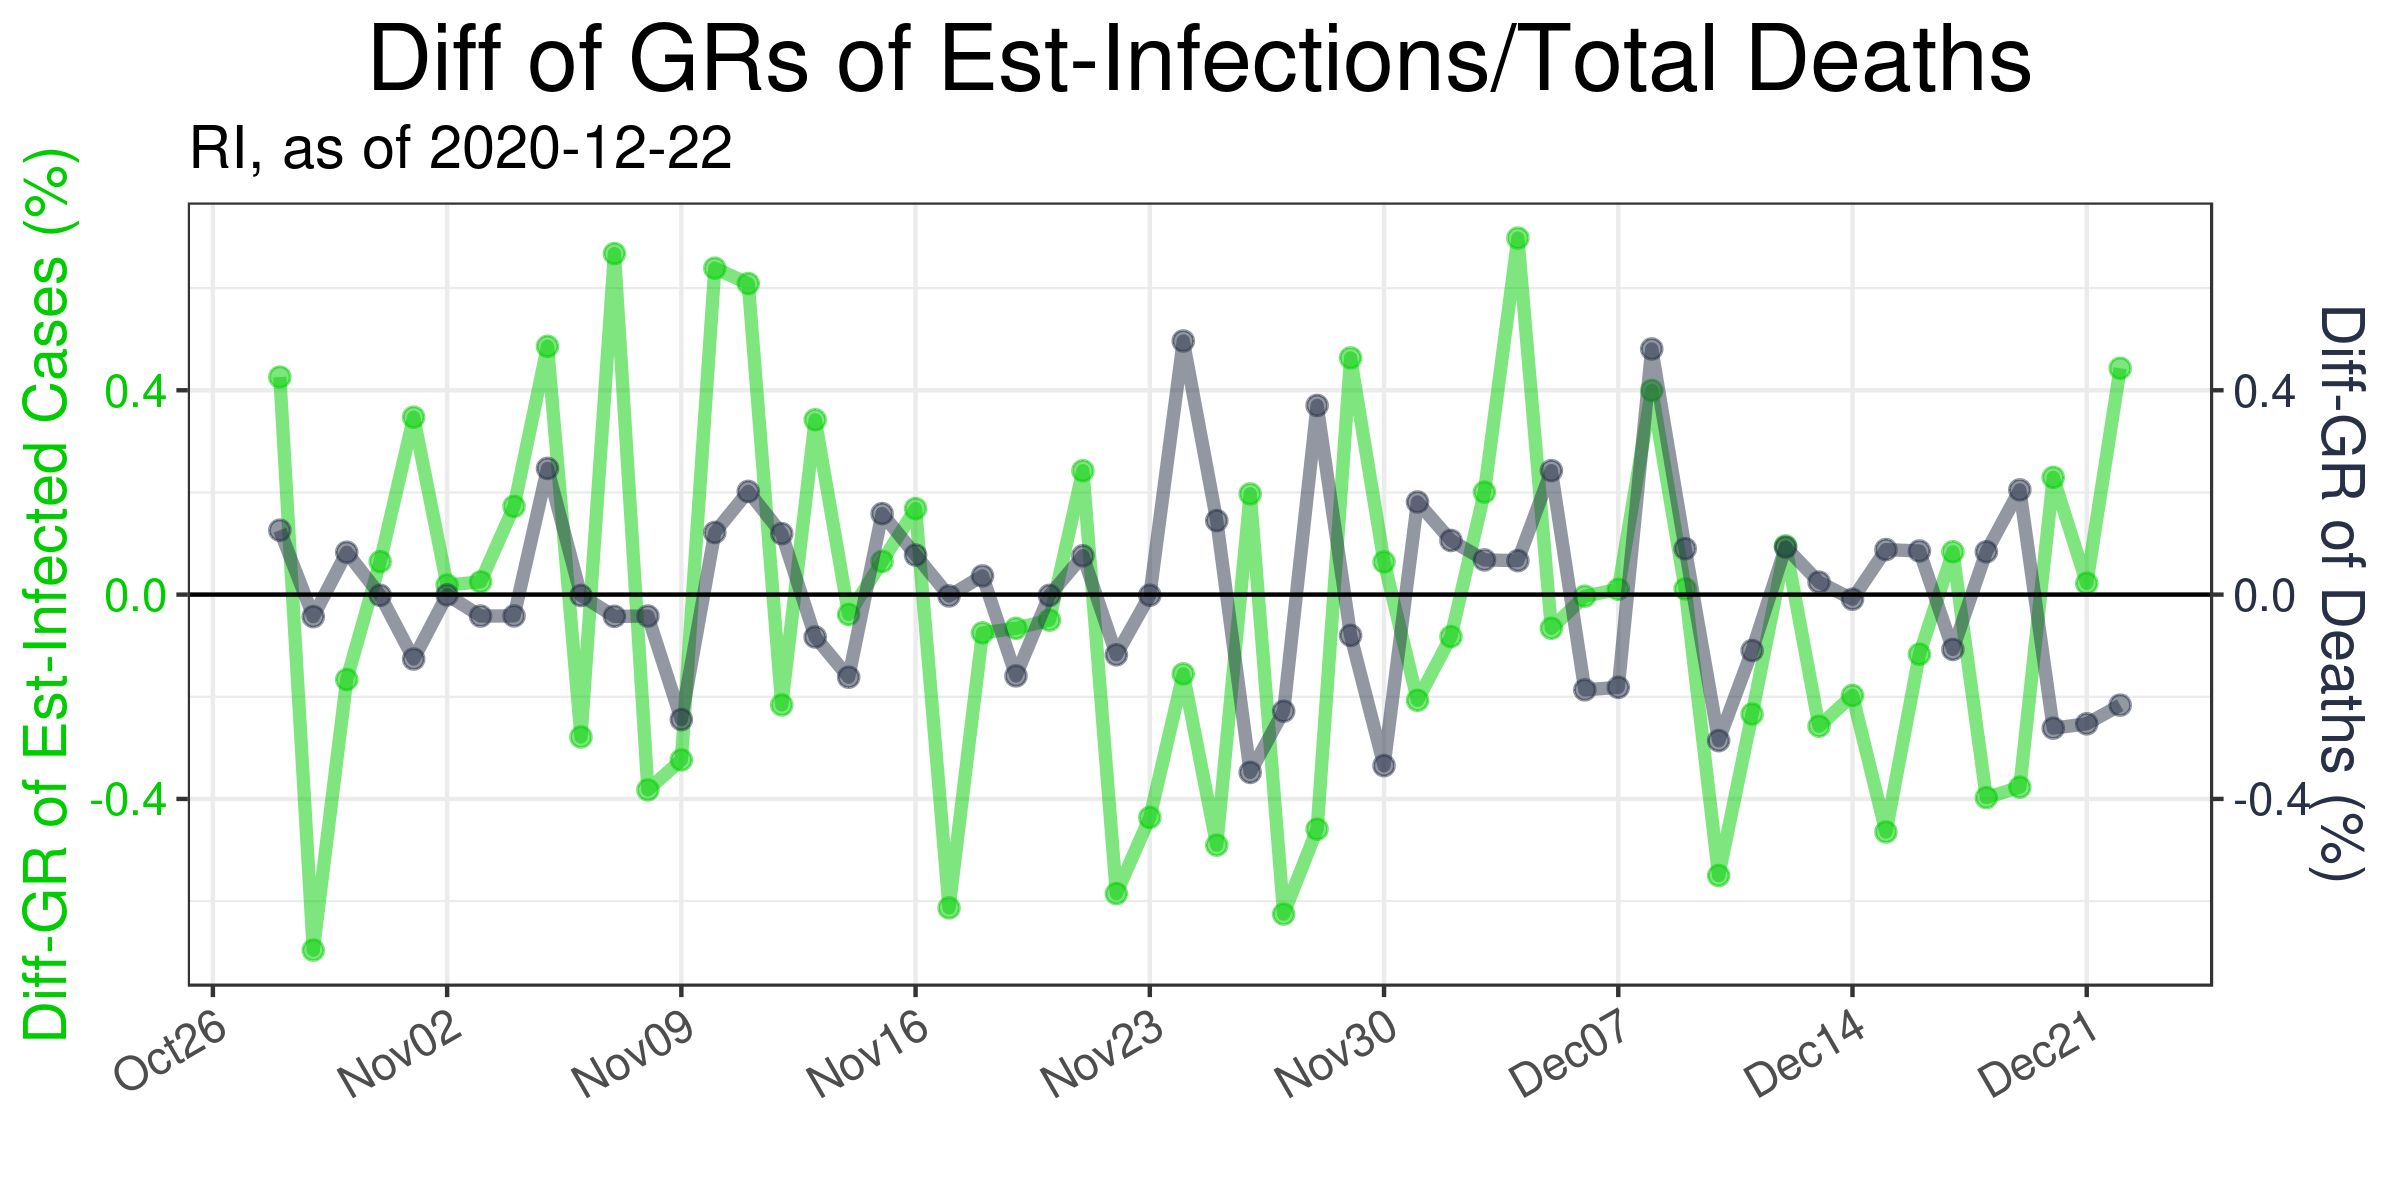 Diff of GRs of Est-Infections/Total Deaths
RI, as of 2020-12-22
Diff-GR of Est-Infected Cases (%)
0.4
0.0
-0.4
0.4
0.0
-0.4
Diff-GR of Deaths (%)
Oct26
Nov02
Nov09
Nov16
Nov23
Nov30
Dec07
Dec14
Dec21